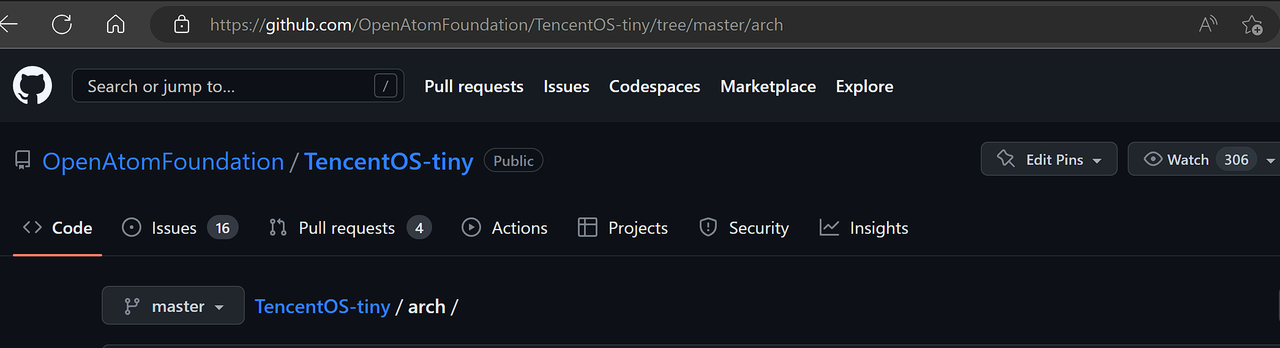 https://github.com/OpenAtomFoundation/TencentOS-tiny/tree/master/arch
Search or jump to... / Pull requests Issues Codespaces Marketplace Explore
OpenAtomFoundation / TencentOS-tiny Public Edit Pins Watch 306
Code Issues 16 Pull requests 4 Actions Projects Security Insights
master TencentOS-tiny / arch /